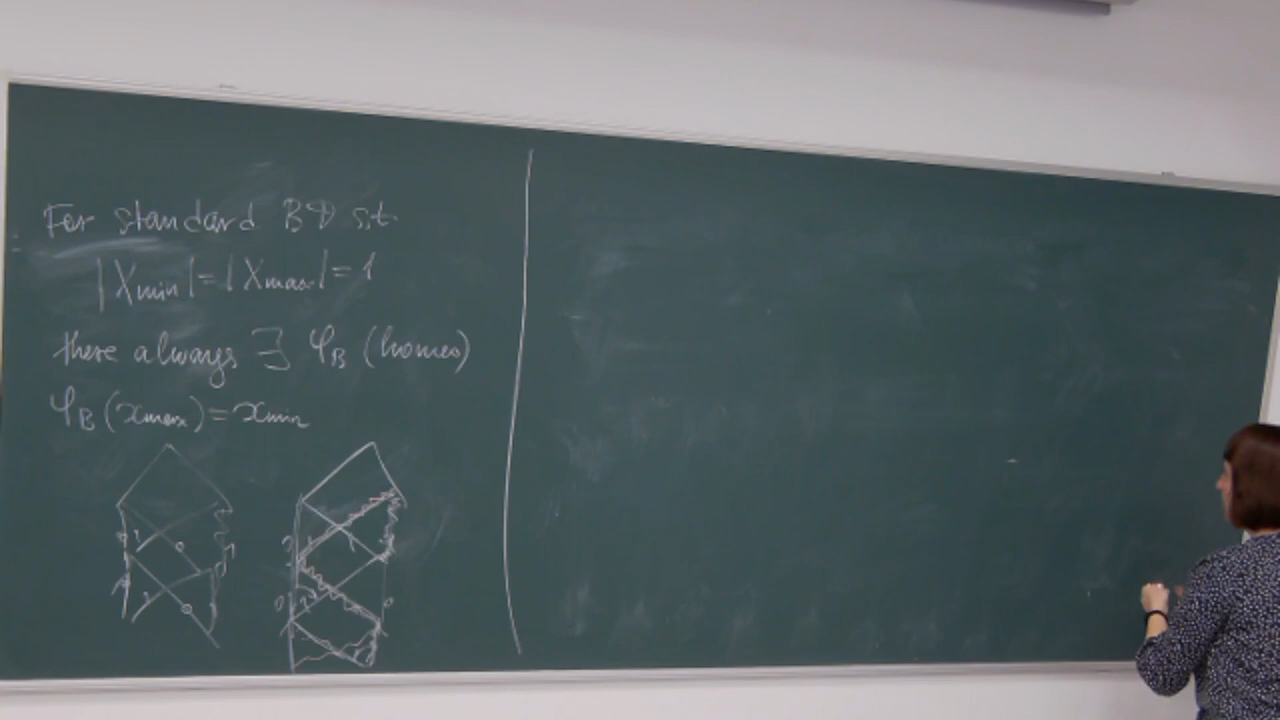 For standard BD s.t.
|Xmin| = |Xmax| = 1
there always ∃ φB (homeo)
φB (xmax) = xmin